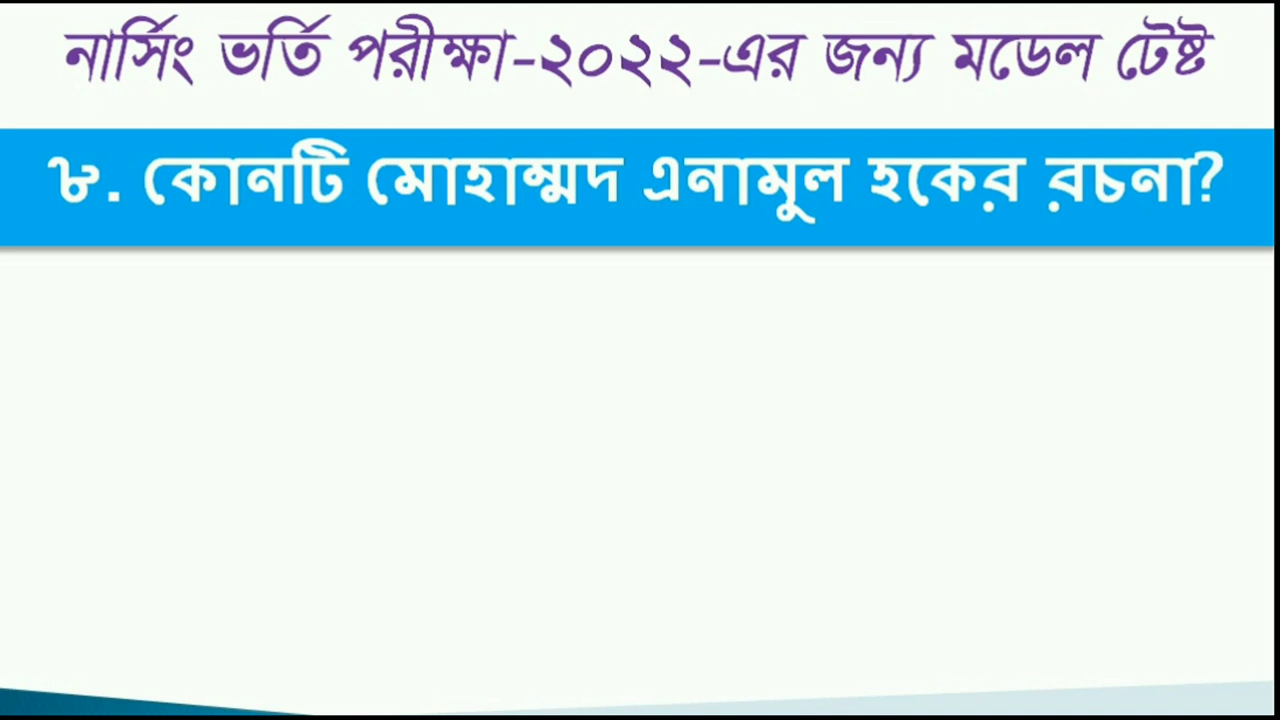 নার্সিং ভর্তি পরীক্ষা-২০২২-এর জন্য মডেল টেষ্ট
৮. কোনটি মোহাম্মদ এনামুল হকের রচনা?